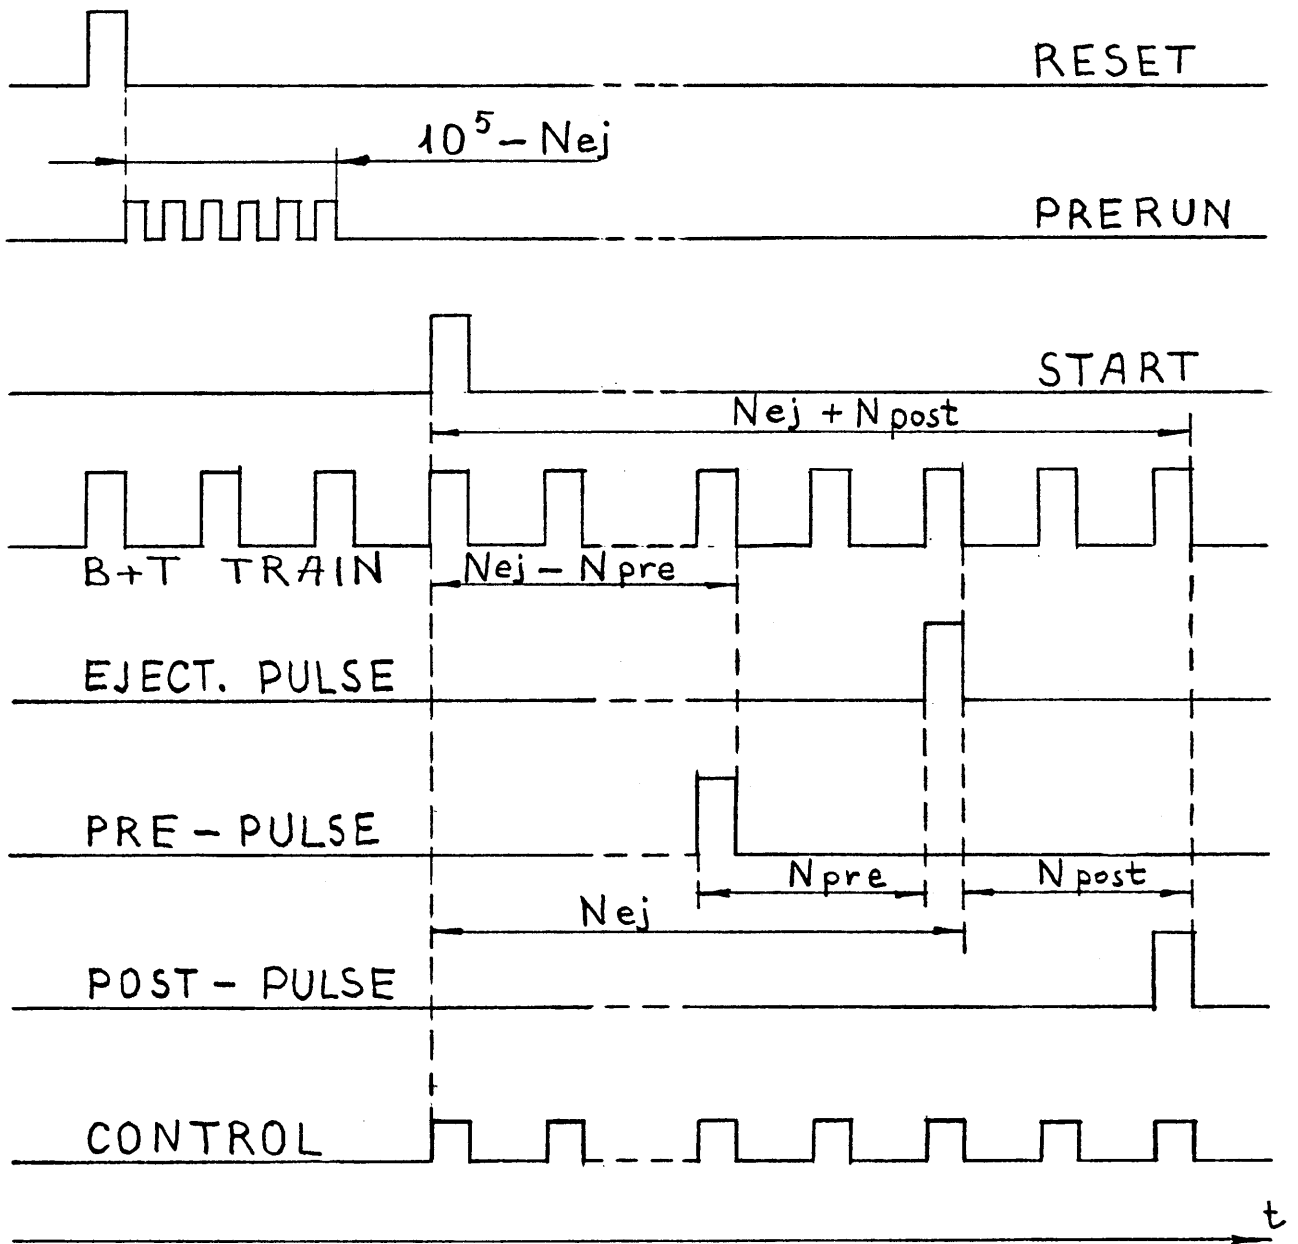 RESET
10⁵ – Nej
PRERUN
START
Nej + Npost
B+T TRAIN
Nej – Npre
EJECT. PULSE
PRE – PULSE
Npre
Npost
Nej
POST – PULSE
CONTROL
t